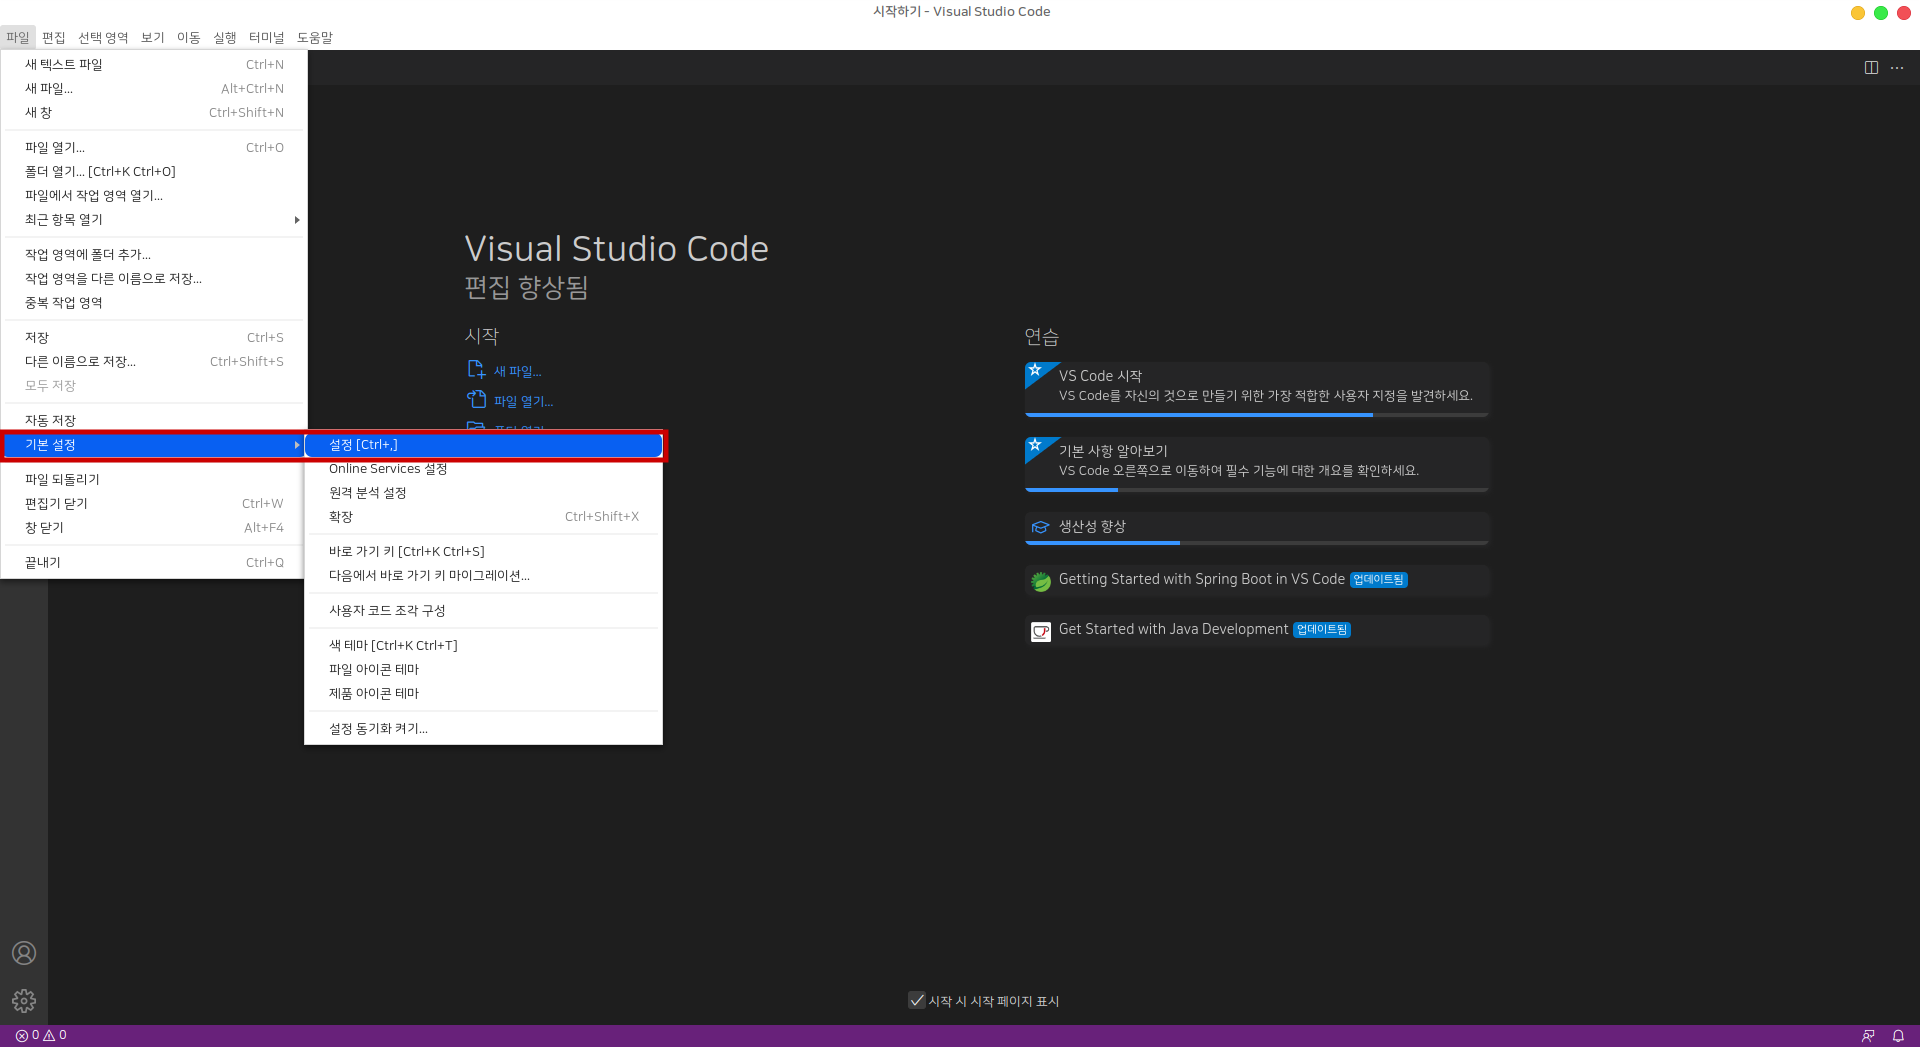 시작하기 - Visual Studio Code
파일 편집 선택 영역 보기 이동 실행 터미널 도움말
새 텍스트 파일 Ctrl+N
새 파일... Alt+Ctrl+N
새 창 Ctrl+Shift+N
파일 열기... Ctrl+O
폴더 열기... [Ctrl+K Ctrl+O]
파일에서 작업 영역 열기...
최근 항목 열기
작업 영역에 폴더 추가...
작업 영역을 다른 이름으로 저장...
중복 작업 영역
저장 Ctrl+S
다른 이름으로 저장... Ctrl+Shift+S
모두 저장
자동 저장
기본 설정
파일 되돌리기
편집기 닫기 Ctrl+W
창 닫기 Alt+F4
끝내기 Ctrl+Q
설정 [Ctrl+,]
Online Services 설정
원격 분석 설정
확장 Ctrl+Shift+X
바로 가기 키 [Ctrl+K Ctrl+S]
다음에서 바로 가기 키 마이그레이션...
사용자 코드 조각 구성
색 테마 [Ctrl+K Ctrl+T]
파일 아이콘 테마
제품 아이콘 테마
설정 동기화 켜기...
Visual Studio Code
편집 향상됨
시작
새 파일...
파일 열기...
연습
VS Code 시작
VS Code를 자신의 것으로 만들기 위한 가장 적합한 사용자 지정을 발견하세요.
기본 사항 알아보기
VS Code 오른쪽으로 이동하여 필수 기능에 대한 개요를 확인하세요.
생산성 향상
Getting Started with Spring Boot in VS Code 업데이트됨
Get Started with Java Development 업데이트됨
시작 시 시작 페이지 표시
0 0